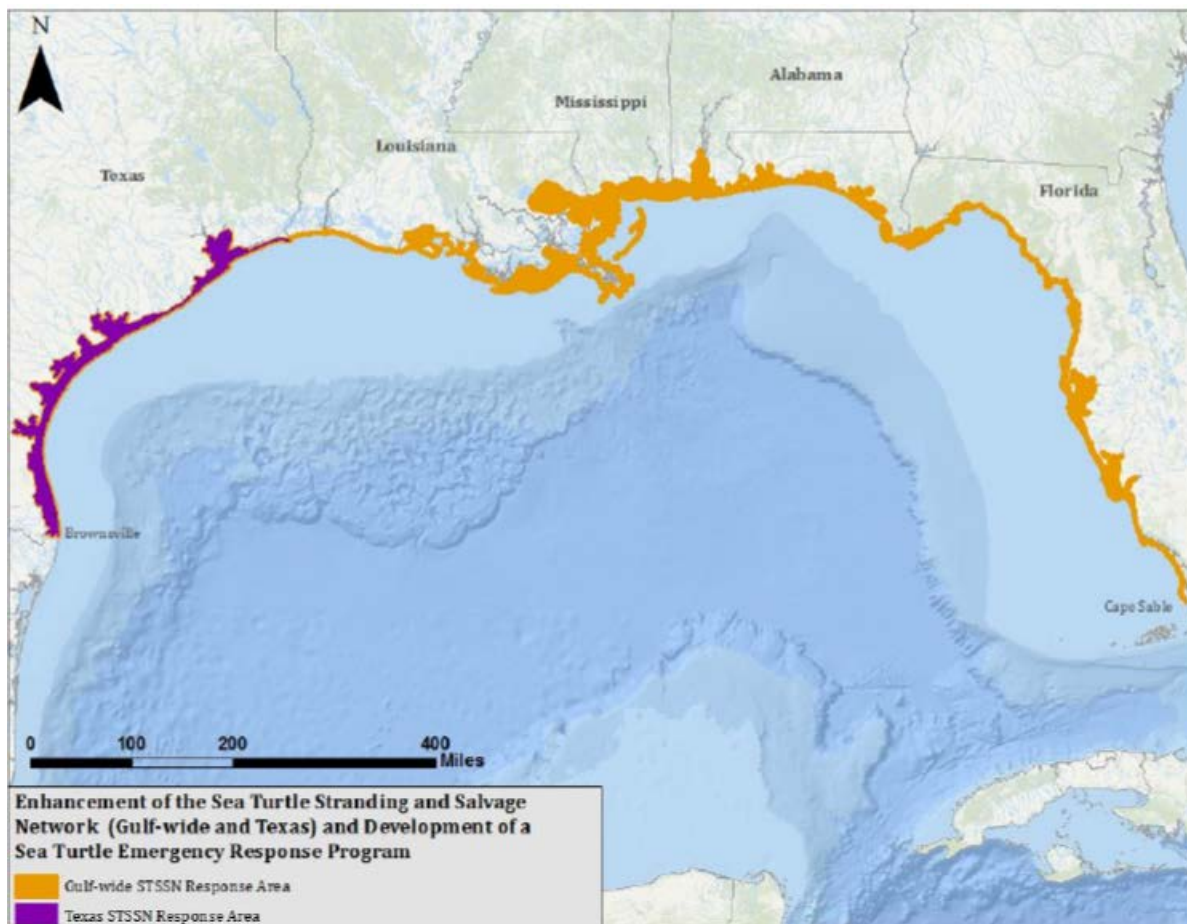 N
Alabama
Mississippi
Louisiana
Texas
Florida
Brownsville
Cape Sable
0 100 200 400
Miles
Enhancement of the Sea Turtle Stranding and Salvage
Network (Gulf-wide and Texas) and Development of a
Sea Turtle Emergency Response Program
Gulf-wide STSSN Response Area
Texas STSSN Response Area